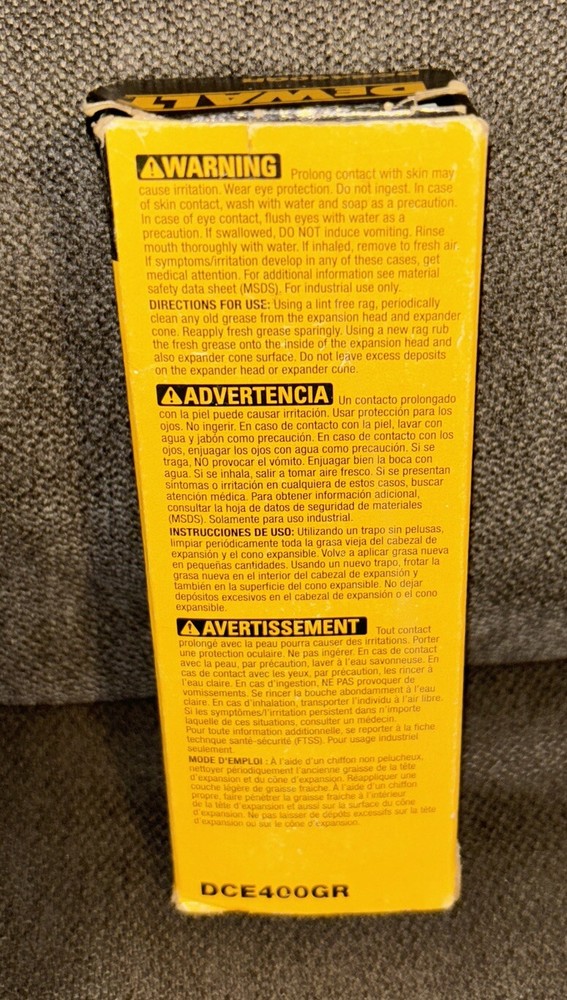 DEWALT
WARNING Prolong contact with skin may
cause irritation. Wear eye protection. Do not ingest. In case
of skin contact, wash with water and soap as a precaution.
In case of eye contact, flush eyes with water as a
precaution. If swallowed, DO NOT induce vomiting. Rinse
mouth thoroughly with water. If inhaled, remove to fresh air.
If symptoms/irritation develop in any of these cases, get
medical attention. For additional information see material
safety data sheet (MSDS). For industrial use only.
DIRECTIONS FOR USE: Using a lint free rag, periodically
clean any old grease from the expansion head and expander
cone. Reapply fresh grease sparingly. Using a new rag rub
the fresh grease onto the inside of the expansion head and
also expander cone surface. Do not leave excess deposits
on the expander head or expander cone.
ADVERTENCIA Un contacto prolongado
con la piel puede causar irritación. Usar protección para los
ojos. No ingerir. En caso de contacto con la piel, lavar con
agua y jabón como precaución. En caso de contacto con los
ojos, enjuagar los ojos con agua como precaución. Si se
traga, NO provocar el vómito. Enjuagar bien la boca con
agua. Si se inhala, salir a tomar aire fresco. Si se presentan
síntomas o irritación en cualquiera de estos casos, buscar
atención médica. Para obtener información adicional,
consultar la hoja de datos de seguridad de materiales
(MSDS). Solamente para uso industrial.
INSTRUCCIONES DE USO: Utilizando un trapo sin pelusas,
limpiar periódicamente toda la grasa vieja del cabezal de
expansión y el cono expansible. Volve a aplicar grasa nueva
en pequeñas cantidades. Usando un nuevo trapo, frotar la
grasa nueva en el interior del cabezal de expansión y
también en la superficie del cono expansible. No dejar
depósitos excesivos en el cabezal de expansión o el cono
expansible.
AVERTISSEMENT Tout contact
prolongé avec la peau pourra causer des irritations. Porter
une protection oculaire. Ne pas ingérer. En cas de contact
avec la peau, par précaution, laver à l'eau savonneuse. En
cas de contact avec les yeux, par précaution, les rincer à
l'eau claire. En cas d'ingestion, NE PAS provoquer de
vomissements. Se rincer la bouche abondamment à l'eau
claire. En cas d'inhalation, transporter l'individu à l'air libre.
Si les symptômes/l'irritation persistent dans n'importe
laquelle de ces situations, consulter un médecin.
Pour toute information additionnelle, se reporter à la fiche
technique santé-sécurité (FTSS). Pour usage industriel
seulement.
MODE D'EMPLOI : À l'aide d'un chiffon non pelucheux,
nettoyer périodiquement l'ancienne graisse de la tête
d'expansion et du cône d'expansion. Réappliquer une
couche légère de graisse fraîche. À l'aide d'un chiffon
propre, faire pénétrer la graisse fraîche à l'intérieur
de la tête d'expansion et aussi sur la surface du cône
d'expansion. Ne pas laisser de dépôts excessifs sur la tête
d'expansion ou sur le cône d'expansion.
DCE400GR